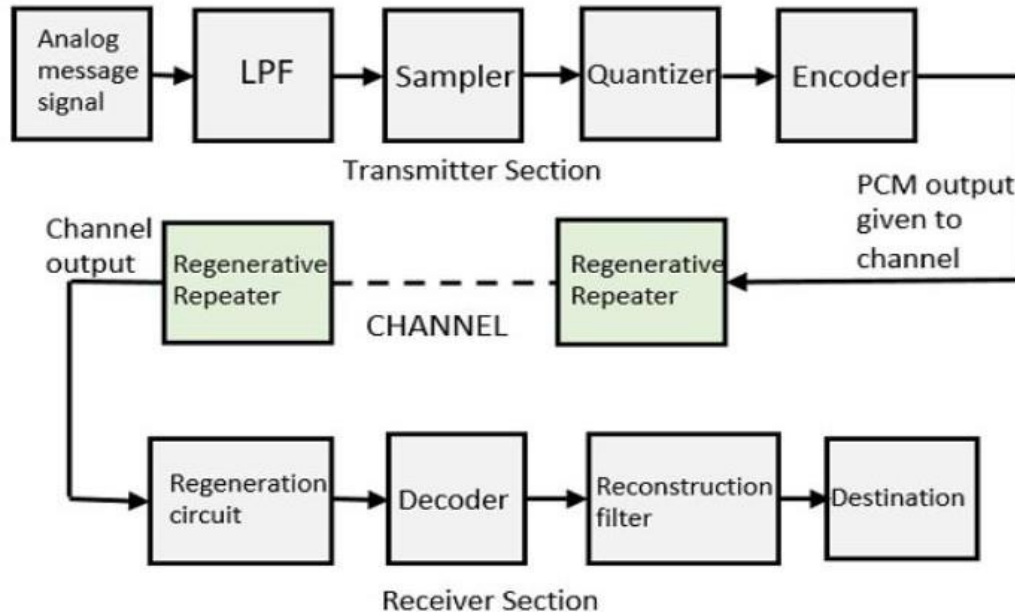 Analog
message
signal
LPF
Sampler
Quantizer
Encoder
Transmitter Section
PCM output
given to
channel
Channel
output
Regenerative
Repeater
CHANNEL
Regenerative
Repeater
Regeneration
circuit
Decoder
Reconstruction
filter
Destination
Receiver Section